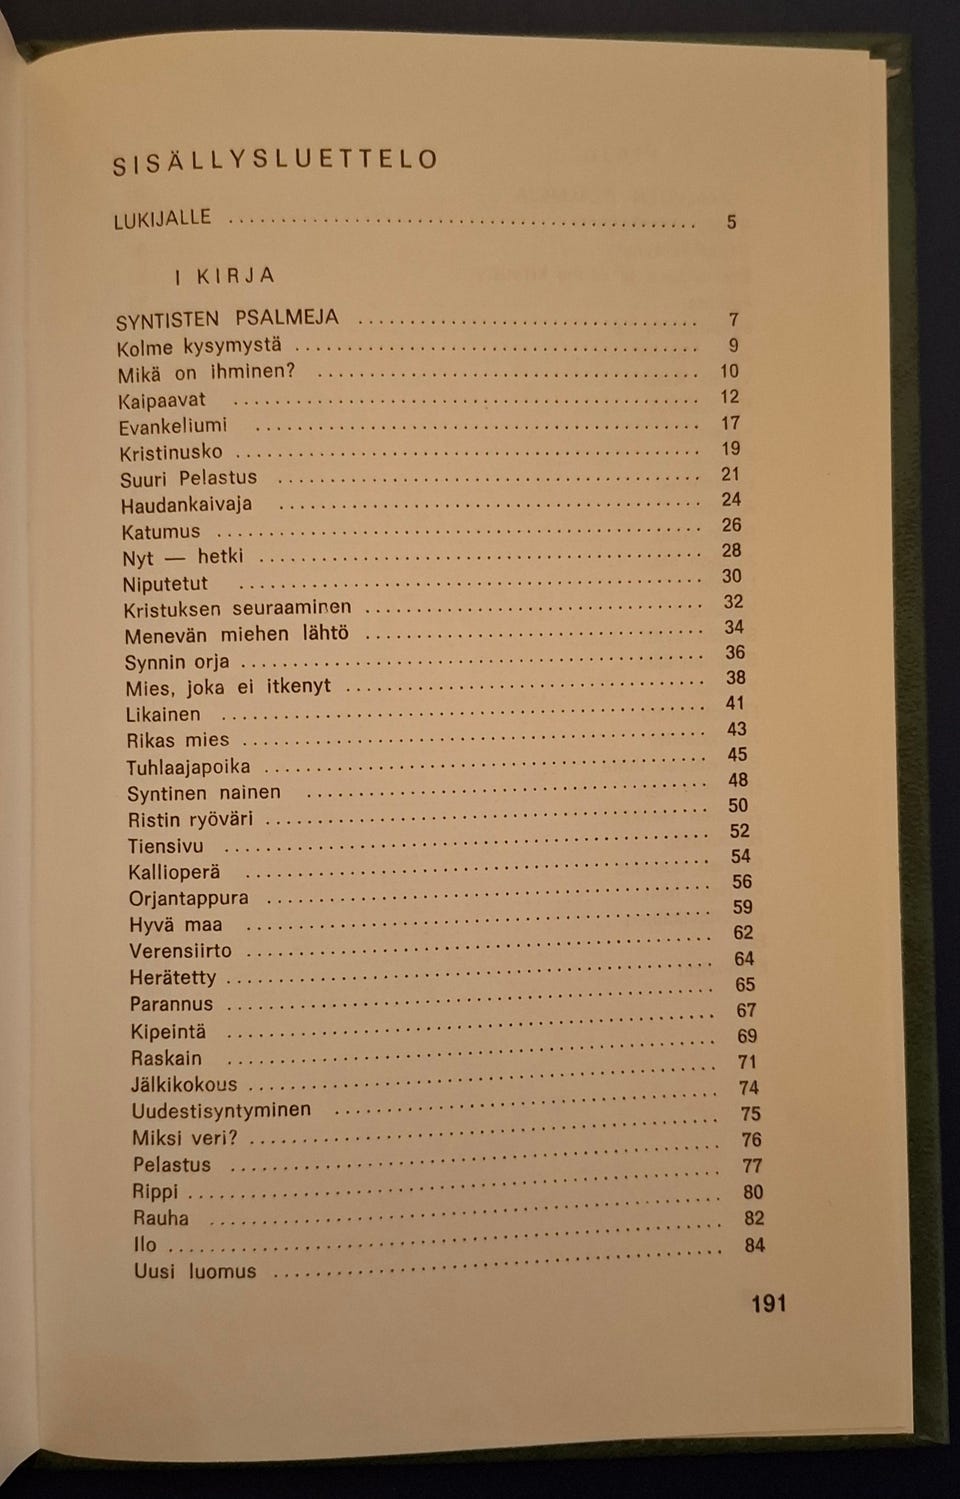 SISÄLLYSLUETTELO
LUKIJALLE ........................................ 5
I KIRJA
SYNTISTEN PSALMEJA ........................................ 7
Kolme kysymystä ........................................ 9
Mikä on ihminen? ........................................ 10
Kaipaavat ........................................ 12
Evankeliumi ........................................ 17
Kristinusko ........................................ 19
Suuri Pelastus ........................................ 21
Haudankaivaja ........................................ 24
Katumus ........................................ 26
Nyt — hetki ........................................ 28
Niputetut ........................................ 30
Kristuksen seuraaminen ........................................ 32
Menevän miehen lähtö ........................................ 34
Synnin orja ........................................ 36
Mies, joka ei itkenyt ........................................ 38
Likainen ........................................ 41
Rikas mies ........................................ 43
Tuhlaajapoika ........................................ 45
Syntinen nainen ........................................ 48
Ristin ryöväri ........................................ 50
Tiensivu ........................................ 52
Kallioperä ........................................ 54
Orjantappura ........................................ 56
Hyvä maa ........................................ 59
Verensiirto ........................................ 62
Herätetty ........................................ 64
Parannus ........................................ 65
Kipeintä ........................................ 67
Raskain ........................................ 69
Jälkikokous ........................................ 71
Uudestisyntyminen ........................................ 74
Miksi veri? ........................................ 75
Pelastus ........................................ 76
Rippi ........................................ 77
Rauha ........................................ 80
Ilo ........................................ 82
Uusi luomus ........................................ 84
191